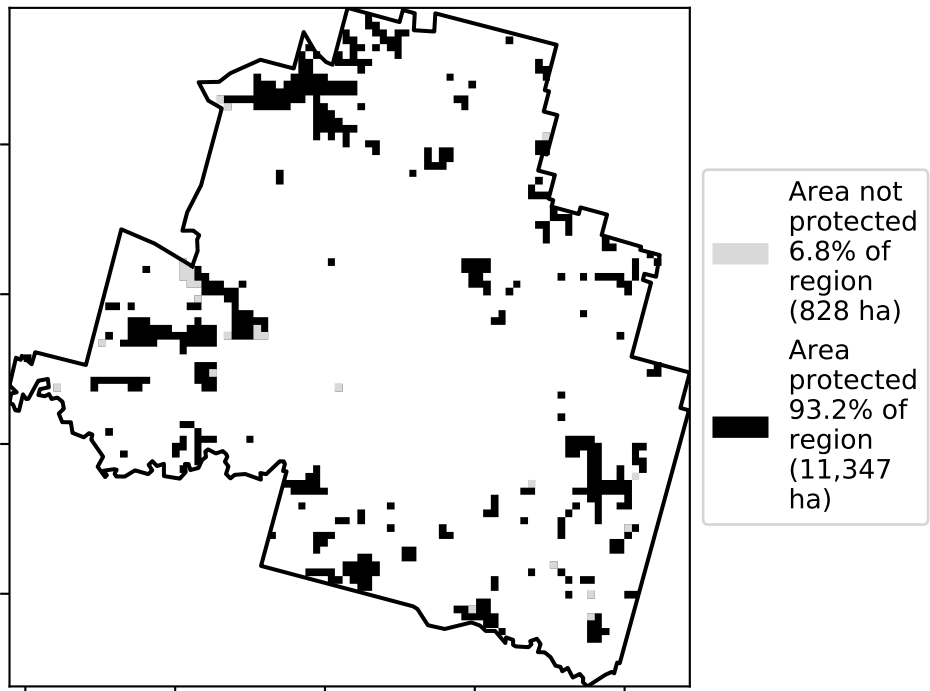 Area not
protected
6.8% of
region
(828 ha)
Area
protected
93.2% of
region
(11,347
ha)